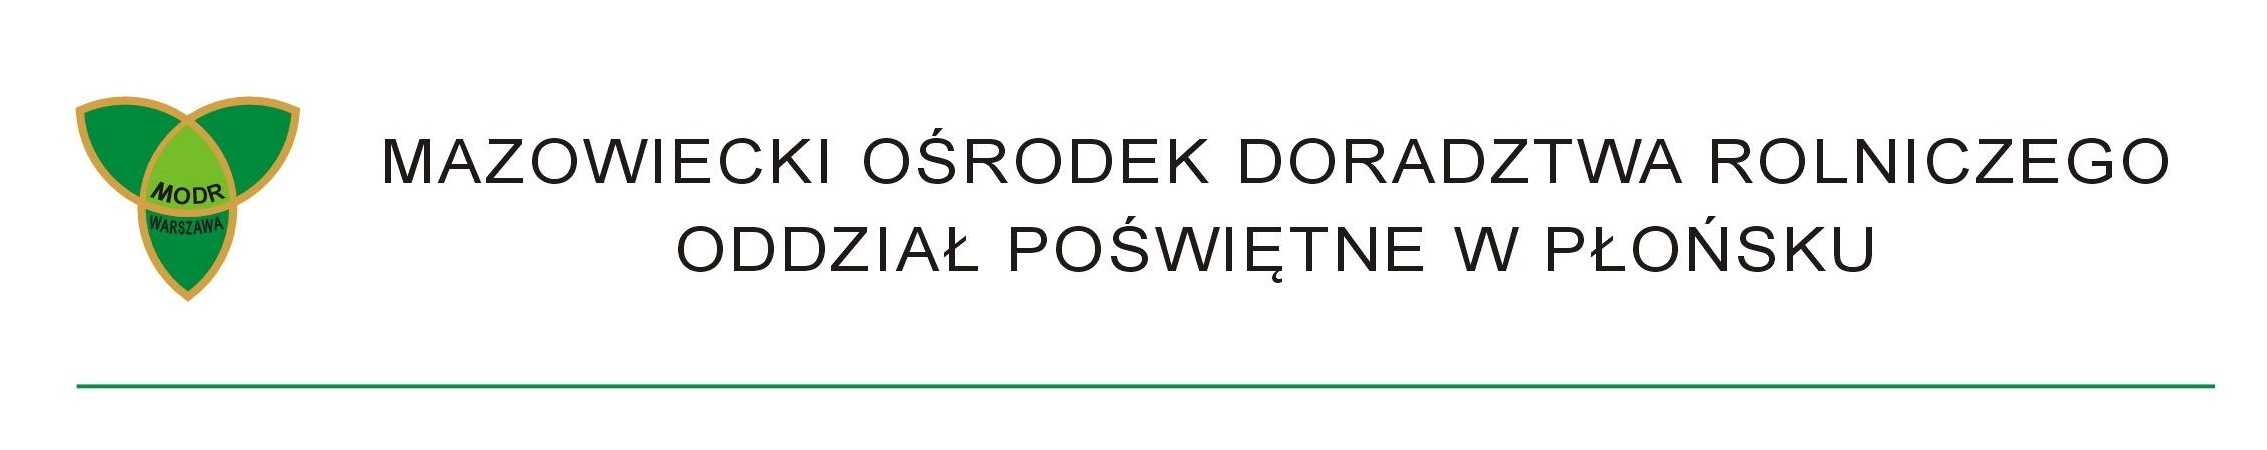 MAZOWIECKI OŚRODEK DORADZTWA ROLNICZEGO
ODDZIAŁ POŚWIĘTNE W PŁOŃSKU
MODR
WARSZAWA